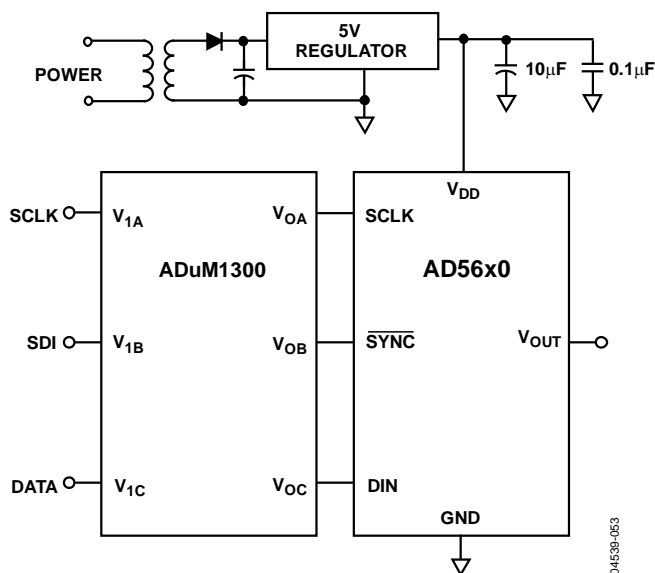 5V
REGULATOR
POWER
10μF
0.1μF
VDD
SCLK
V1A
VOA
SCLK
ADuM1300
AD56x0
SDI
V1B
VOB
SYNC
VOUT
DATA
V1C
VOC
DIN
GND
04539-053